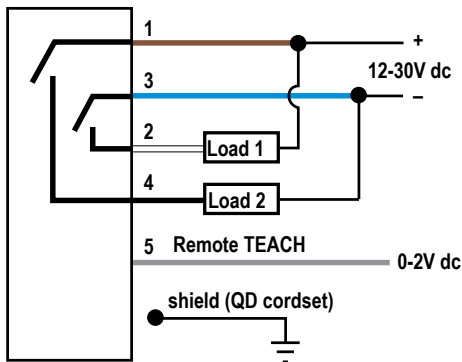 1
+
12-30V dc
3
–
2
Load 1
4
Load 2
5 Remote TEACH
0-2V dc
shield (QD cordset)